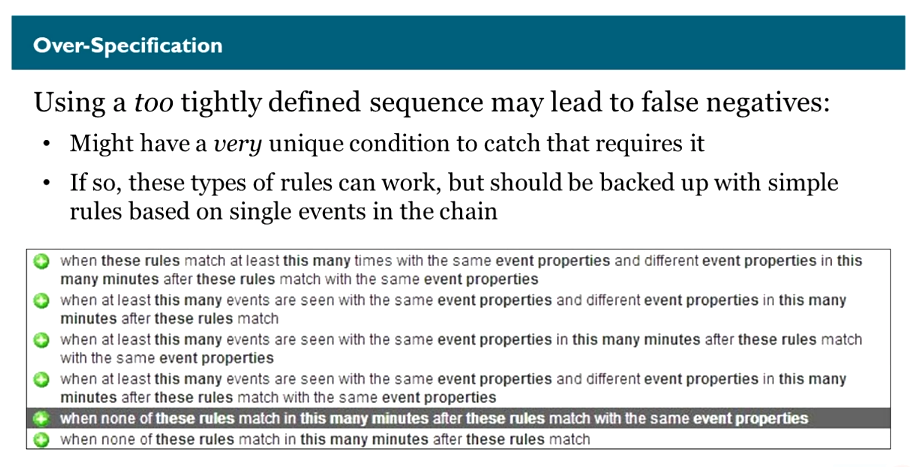 Over-Specification
Using a too tightly defined sequence may lead to false negatives:
• Might have a very unique condition to catch that requires it
• If so, these types of rules can work, but should be backed up with simple
rules based on single events in the chain
when these rules match at least this many times with the same event properties and different event properties in this
many minutes after these rules match with the same event properties
when at least this many events are seen with the same event properties and different event properties in this many
minutes after these rules match
when at least this many events are seen with the same event properties in this many minutes after these rules match
with the same event properties
when at least this many events are seen with the same event properties and different event properties in this many
minutes after these rules match with the same event properties
when none of these rules match in this many minutes after these rules match with the same event properties
when none of these rules match in this many minutes after these rules match